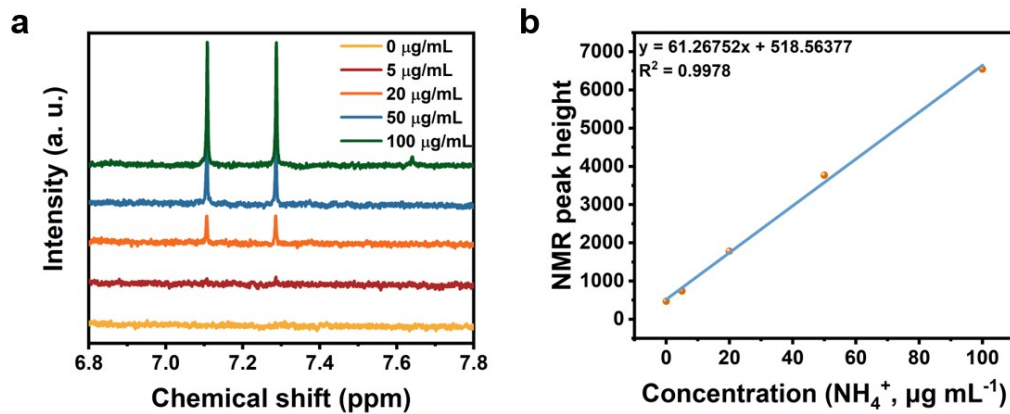 a
0 μg/mL
5 μg/mL
20 μg/mL
50 μg/mL
100 μg/mL
Intensity (a. u.)
6.8 7.0 7.2 7.4 7.6 7.8
Chemical shift (ppm)
b
y = 61.26752x + 518.56377
R² = 0.9978
7000
6000
5000
4000
3000
2000
1000
0
NMR peak height
0 20 40 60 80 100
Concentration (NH₄⁺, μg mL⁻¹)